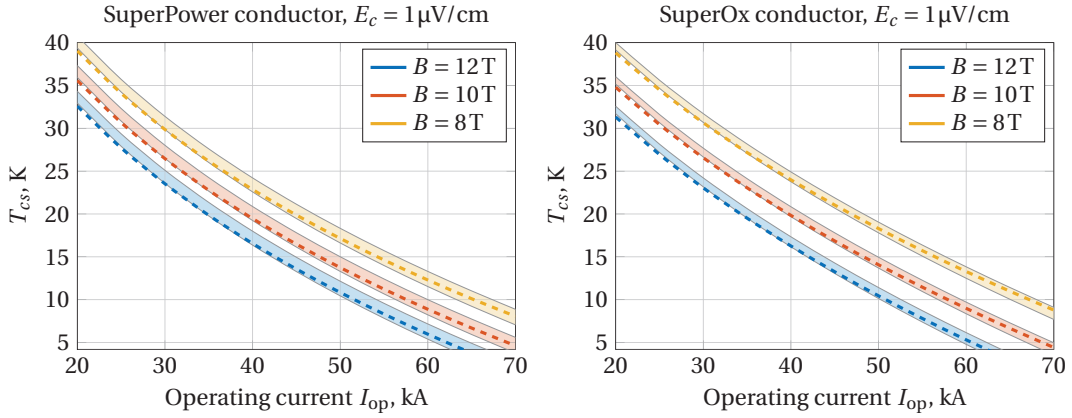 SuperPower conductor, E_c = 1 µV/cm
40
35
30
25
20
15
10
5
20
30
40
50
60
70
T_cs, K
Operating current I_op, kA
B = 12 T
B = 10 T
B = 8 T
SuperOx conductor, E_c = 1 µV/cm
40
35
30
25
20
15
10
5
20
30
40
50
60
70
T_cs, K
Operating current I_op, kA
B = 12 T
B = 10 T
B = 8 T